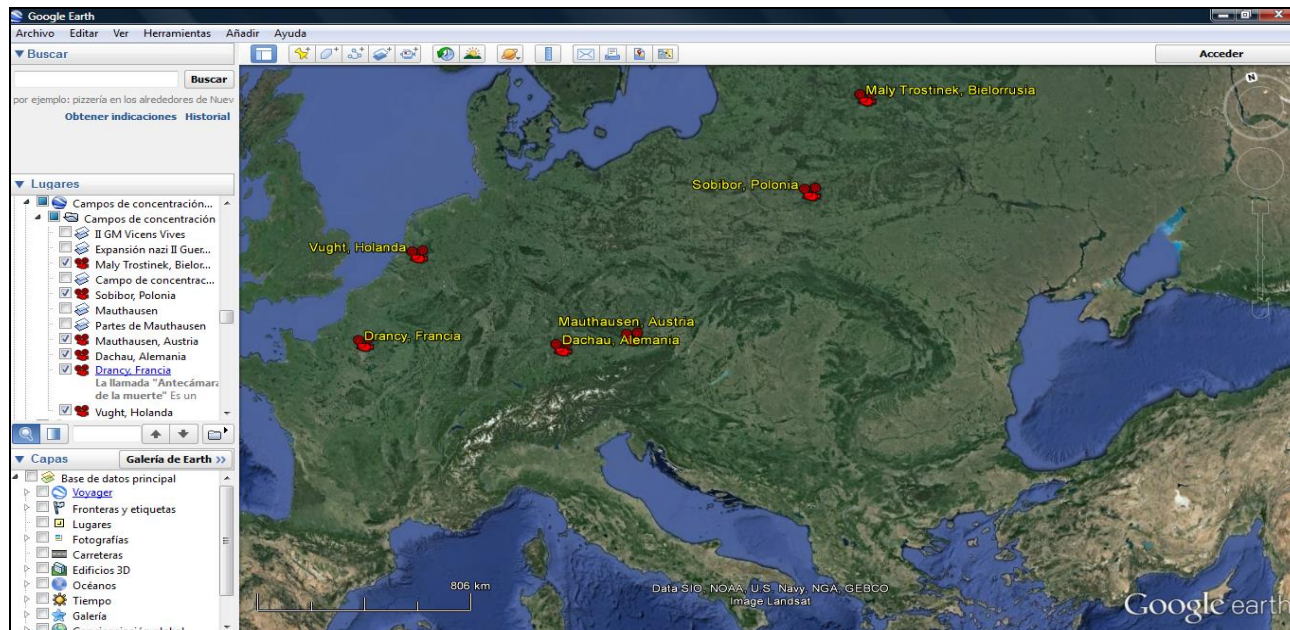 Google Earth
Archivo Editar Ver Herramientas Añadir Ayuda
Buscar
Acceder
Buscar
por ejemplo: pizzería en los alrededores de Nuev
Obtener indicaciones Historial
Lugares
Campos de concentración...
Campos de concentración
II GM Vicens Vives
Expansión nazi II Guer...
Maly Trostinek, Bielor...
Campo de concentrac...
Sobibor, Polonia
Mauthausen
Partes de Mauthausen
Mauthausen, Austria
Dachau, Alemania
Drancy, Francia
La llamada "Antecámara
de la muerte" Es un
Vught, Holanda
Capas
Galería de Earth >>
Base de datos principal
Voyager
Fronteras y etiquetas
Lugares
Fotografías
Carreteras
Edificios 3D
Océanos
Tiempo
Galería
N
Maly Trostinek, Bielorrusia
Sobibor, Polonia
Vught, Holanda
Mauthausen, Austria
Drancy, Francia
Dachau, Alemania
806 km
Data SIO, NOAA, U.S. Navy, NGA, GEBCO
Image Landsat
Google earth